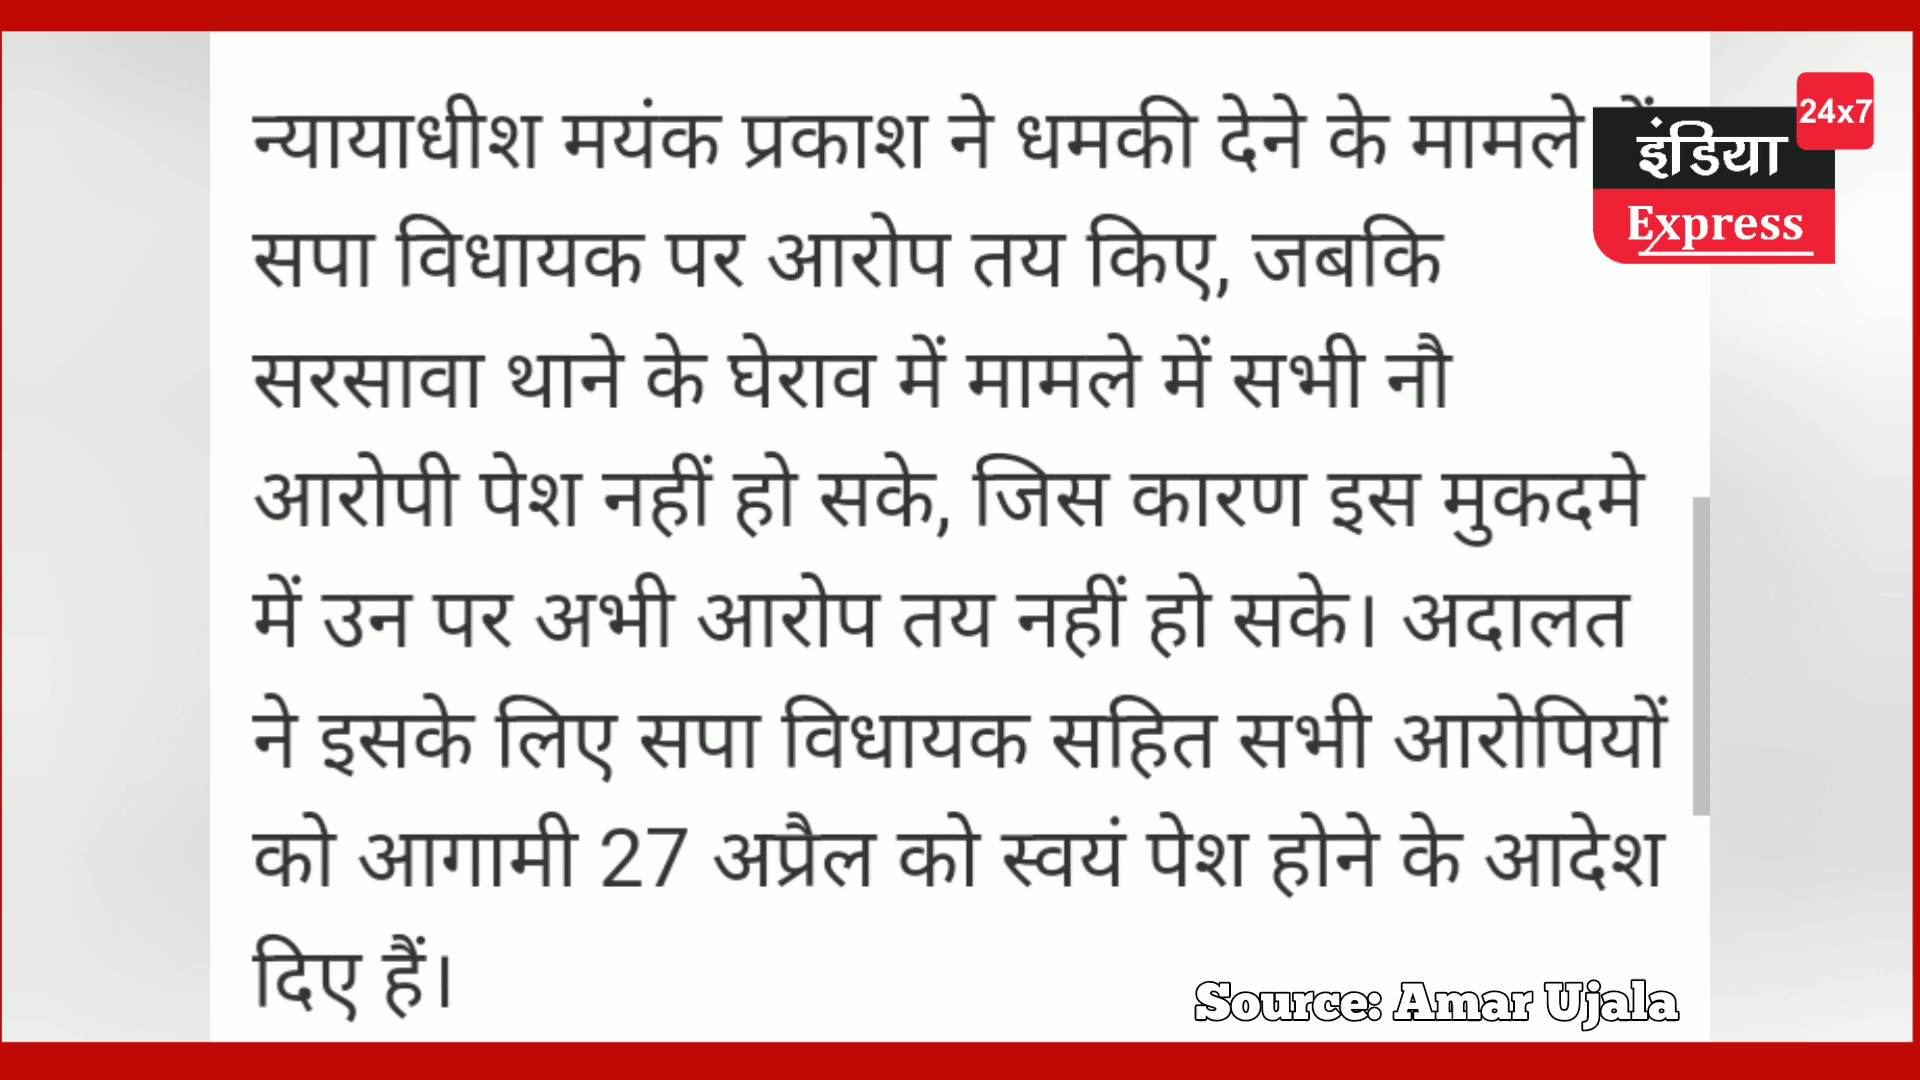 न्यायाधीश मयंक प्रकाश ने धमकी देने के मामले
सपा विधायक पर आरोप तय किए, जबकि
सरसावा थाने के घेराव में मामले में सभी नौ
आरोपी पेश नहीं हो सके, जिस कारण इस मुकदमे
में उन पर अभी आरोप तय नहीं हो सके। अदालत
ने इसके लिए सपा विधायक सहित सभी आरोपियों
को आगामी 27 अप्रैल को स्वयं पेश होने के आदेश
दिए हैं।
24x7
इंडिया
Express
Source: Amar Ujala